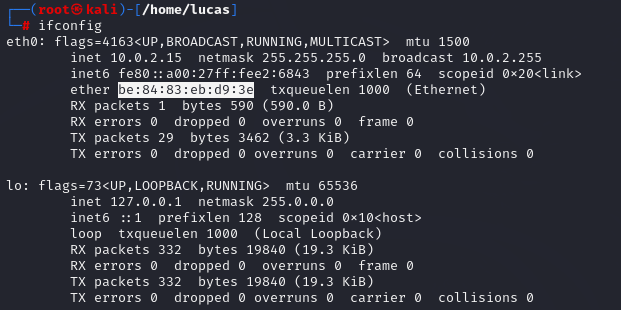 ┌──(root㉿kali)-[/home/lucas]
└─# ifconfig
eth0: flags=4163<UP,BROADCAST,RUNNING,MULTICAST>  mtu 1500
        inet 10.0.2.15  netmask 255.255.255.0  broadcast 10.0.2.255
        inet6 fe80::a00:27ff:fee2:6843  prefixlen 64  scopeid 0×20<link>
        ether be:84:83:eb:d9:3e  txqueuelen 1000  (Ethernet)
        RX packets 1  bytes 590 (590.0 B)
        RX errors 0  dropped 0  overruns 0  frame 0
        TX packets 29  bytes 3462 (3.3 KiB)
        TX errors 0  dropped 0 overruns 0  carrier 0  collisions 0

lo: flags=73<UP,LOOPBACK,RUNNING>  mtu 65536
        inet 127.0.0.1  netmask 255.0.0.0
        inet6 ::1  prefixlen 128  scopeid 0×10<host>
        loop  txqueuelen 1000  (Local Loopback)
        RX packets 332  bytes 19840 (19.3 KiB)
        RX errors 0  dropped 0  overruns 0  frame 0
        TX packets 332  bytes 19840 (19.3 KiB)
        TX errors 0  dropped 0 overruns 0  carrier 0  collisions 0